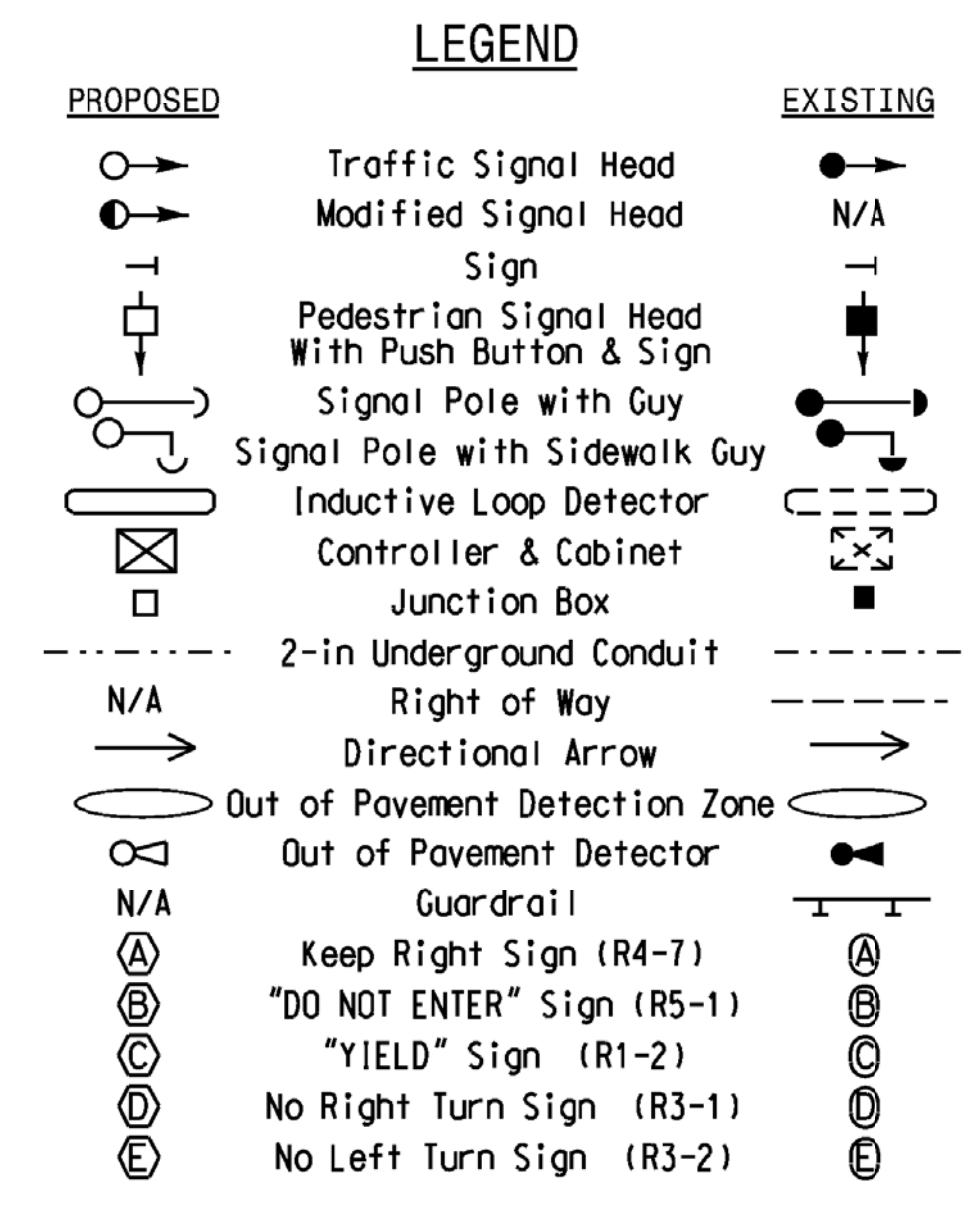 LEGEND
PROPOSED EXISTING
Traffic Signal Head
Modified Signal Head N/A
Sign
Pedestrian Signal Head
With Push Button & Sign
Signal Pole with Guy
Signal Pole with Sidewalk Guy
Inductive Loop Detector
Controller & Cabinet
Junction Box
2-in Underground Conduit
N/A Right of Way
Directional Arrow
Out of Pavement Detection Zone
Out of Pavement Detector
N/A Guardrail
A Keep Right Sign (R4-7) A
B "DO NOT ENTER" Sign (R5-1) B
C "YIELD" Sign (R1-2) C
D No Right Turn Sign (R3-1) D
E No Left Turn Sign (R3-2) E